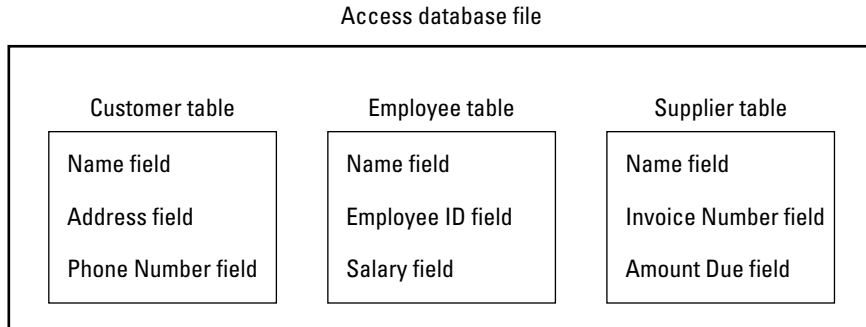 Access database file
Customer table
Name field
Address field
Phone Number field
Employee table
Name field
Employee ID field
Salary field
Supplier table
Name field
Invoice Number field
Amount Due field